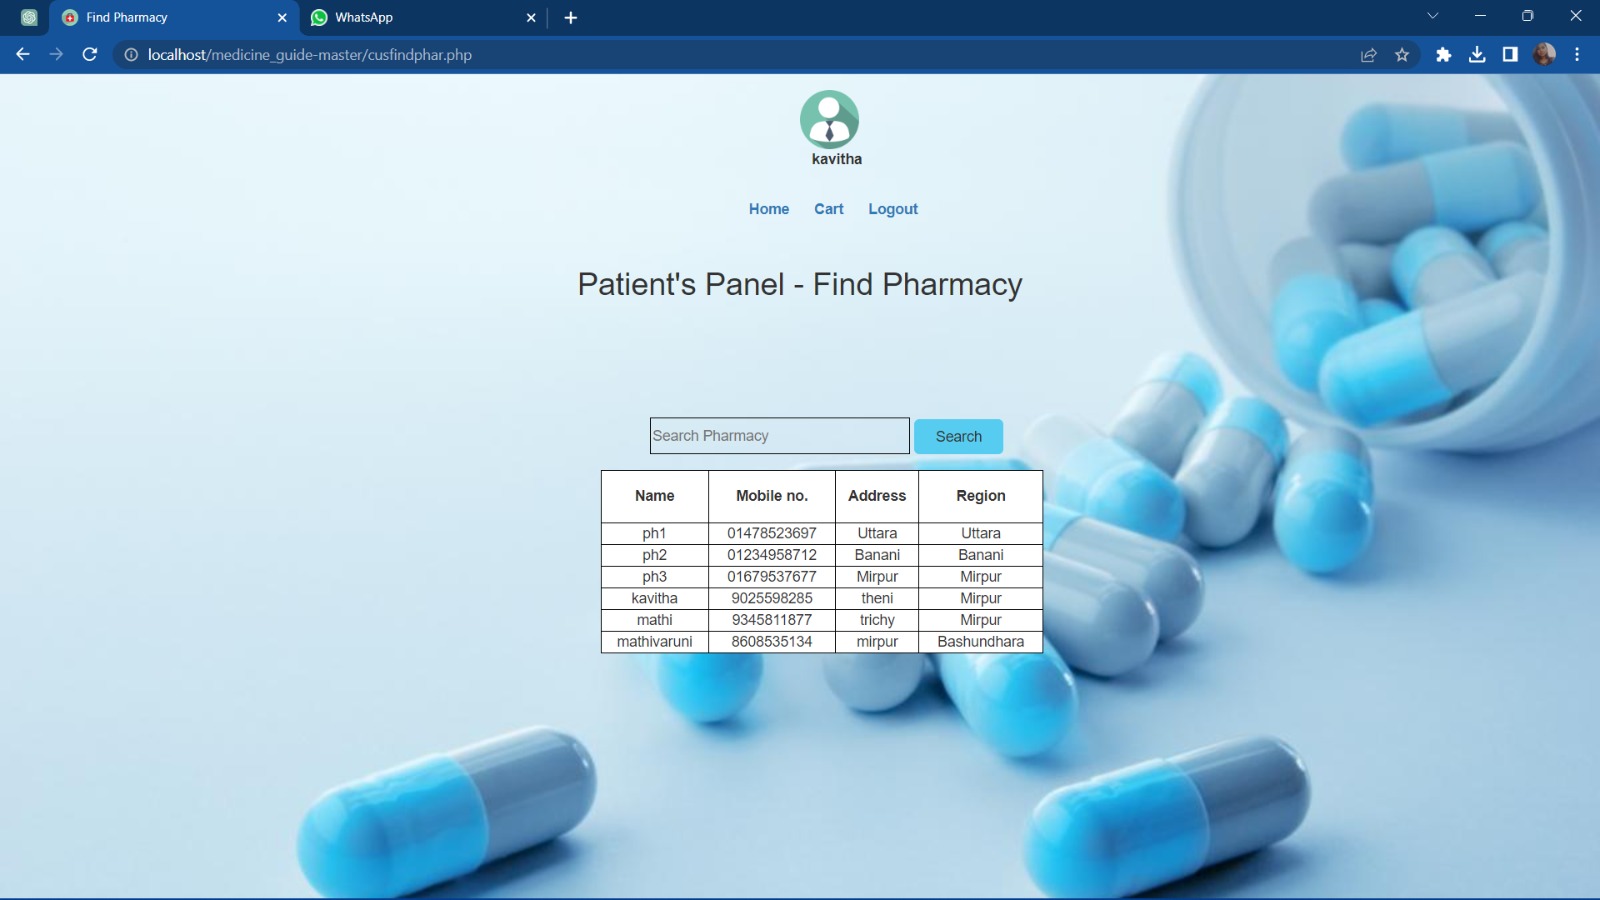 Find Pharmacy
WhatsApp
localhost/medicine_guide-master/cusfindphar.php
kavitha
Home Cart Logout
Patient's Panel - Find Pharmacy
Search Pharmacy Search
Name Mobile no. Address Region
ph1 01478523697 Uttara Uttara
ph2 01234958712 Banani Banani
ph3 01679537677 Mirpur Mirpur
kavitha 9025598285 theni Mirpur
mathi 9345811877 trichy Mirpur
mathivaruni 8608535134 mirpur Bashundhara